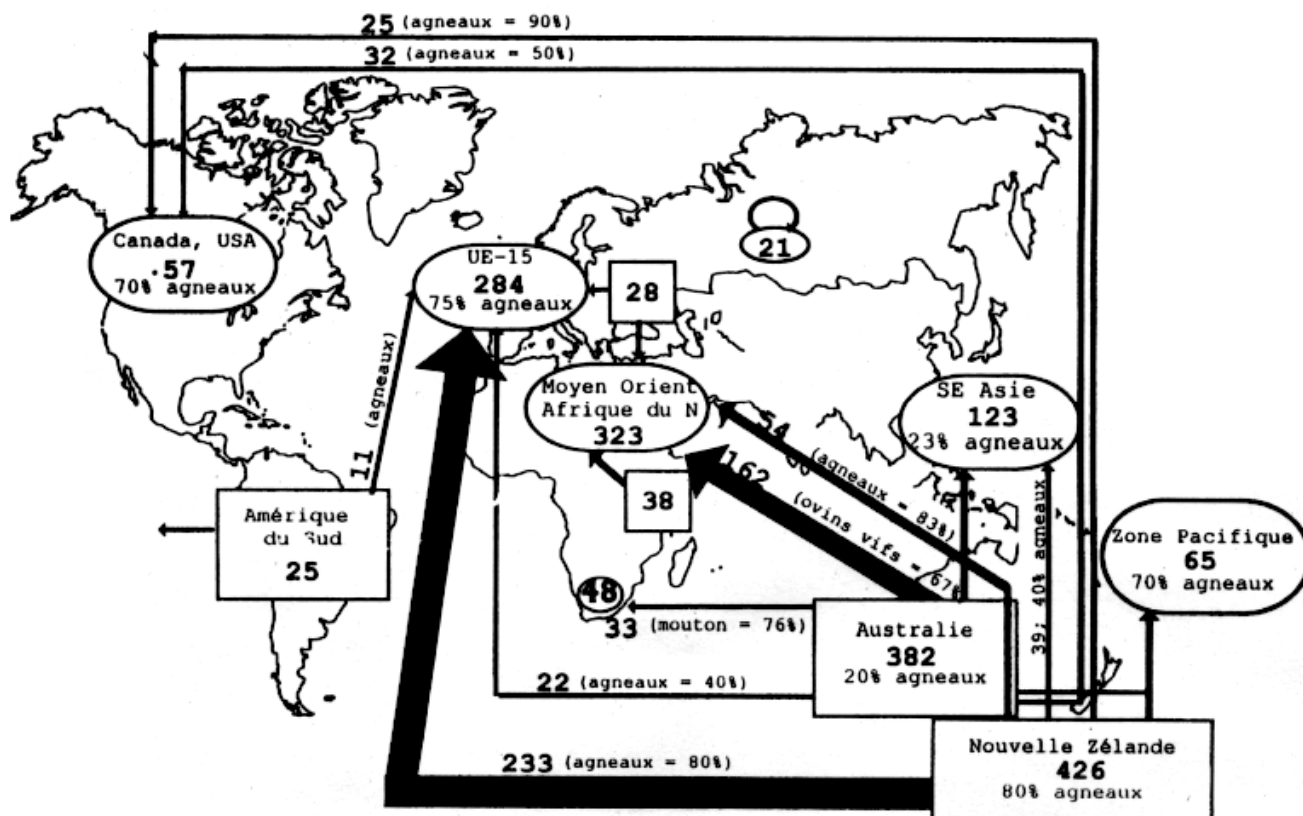 25 (agneaux = 90%)
32 (agneaux = 50%)
Canada, USA
57
70% agneaux
UE-15
284
75% agneaux
28
21
11 (agneaux)
Moyen Orient
Afrique du N
323
SE Asie
123
23% agneaux
54 (agneaux = 83%)
162 (ovins vifs = 67%
38
39; 40% agneaux
Amérique
du Sud
25
Zone Pacifique
65
70% agneaux
48
33 (mouton = 76%)
Australie
382
20% agneaux
22 (agneaux = 40%)
233 (agneaux = 80%)
Nouvelle Zélande
426
80% agneaux